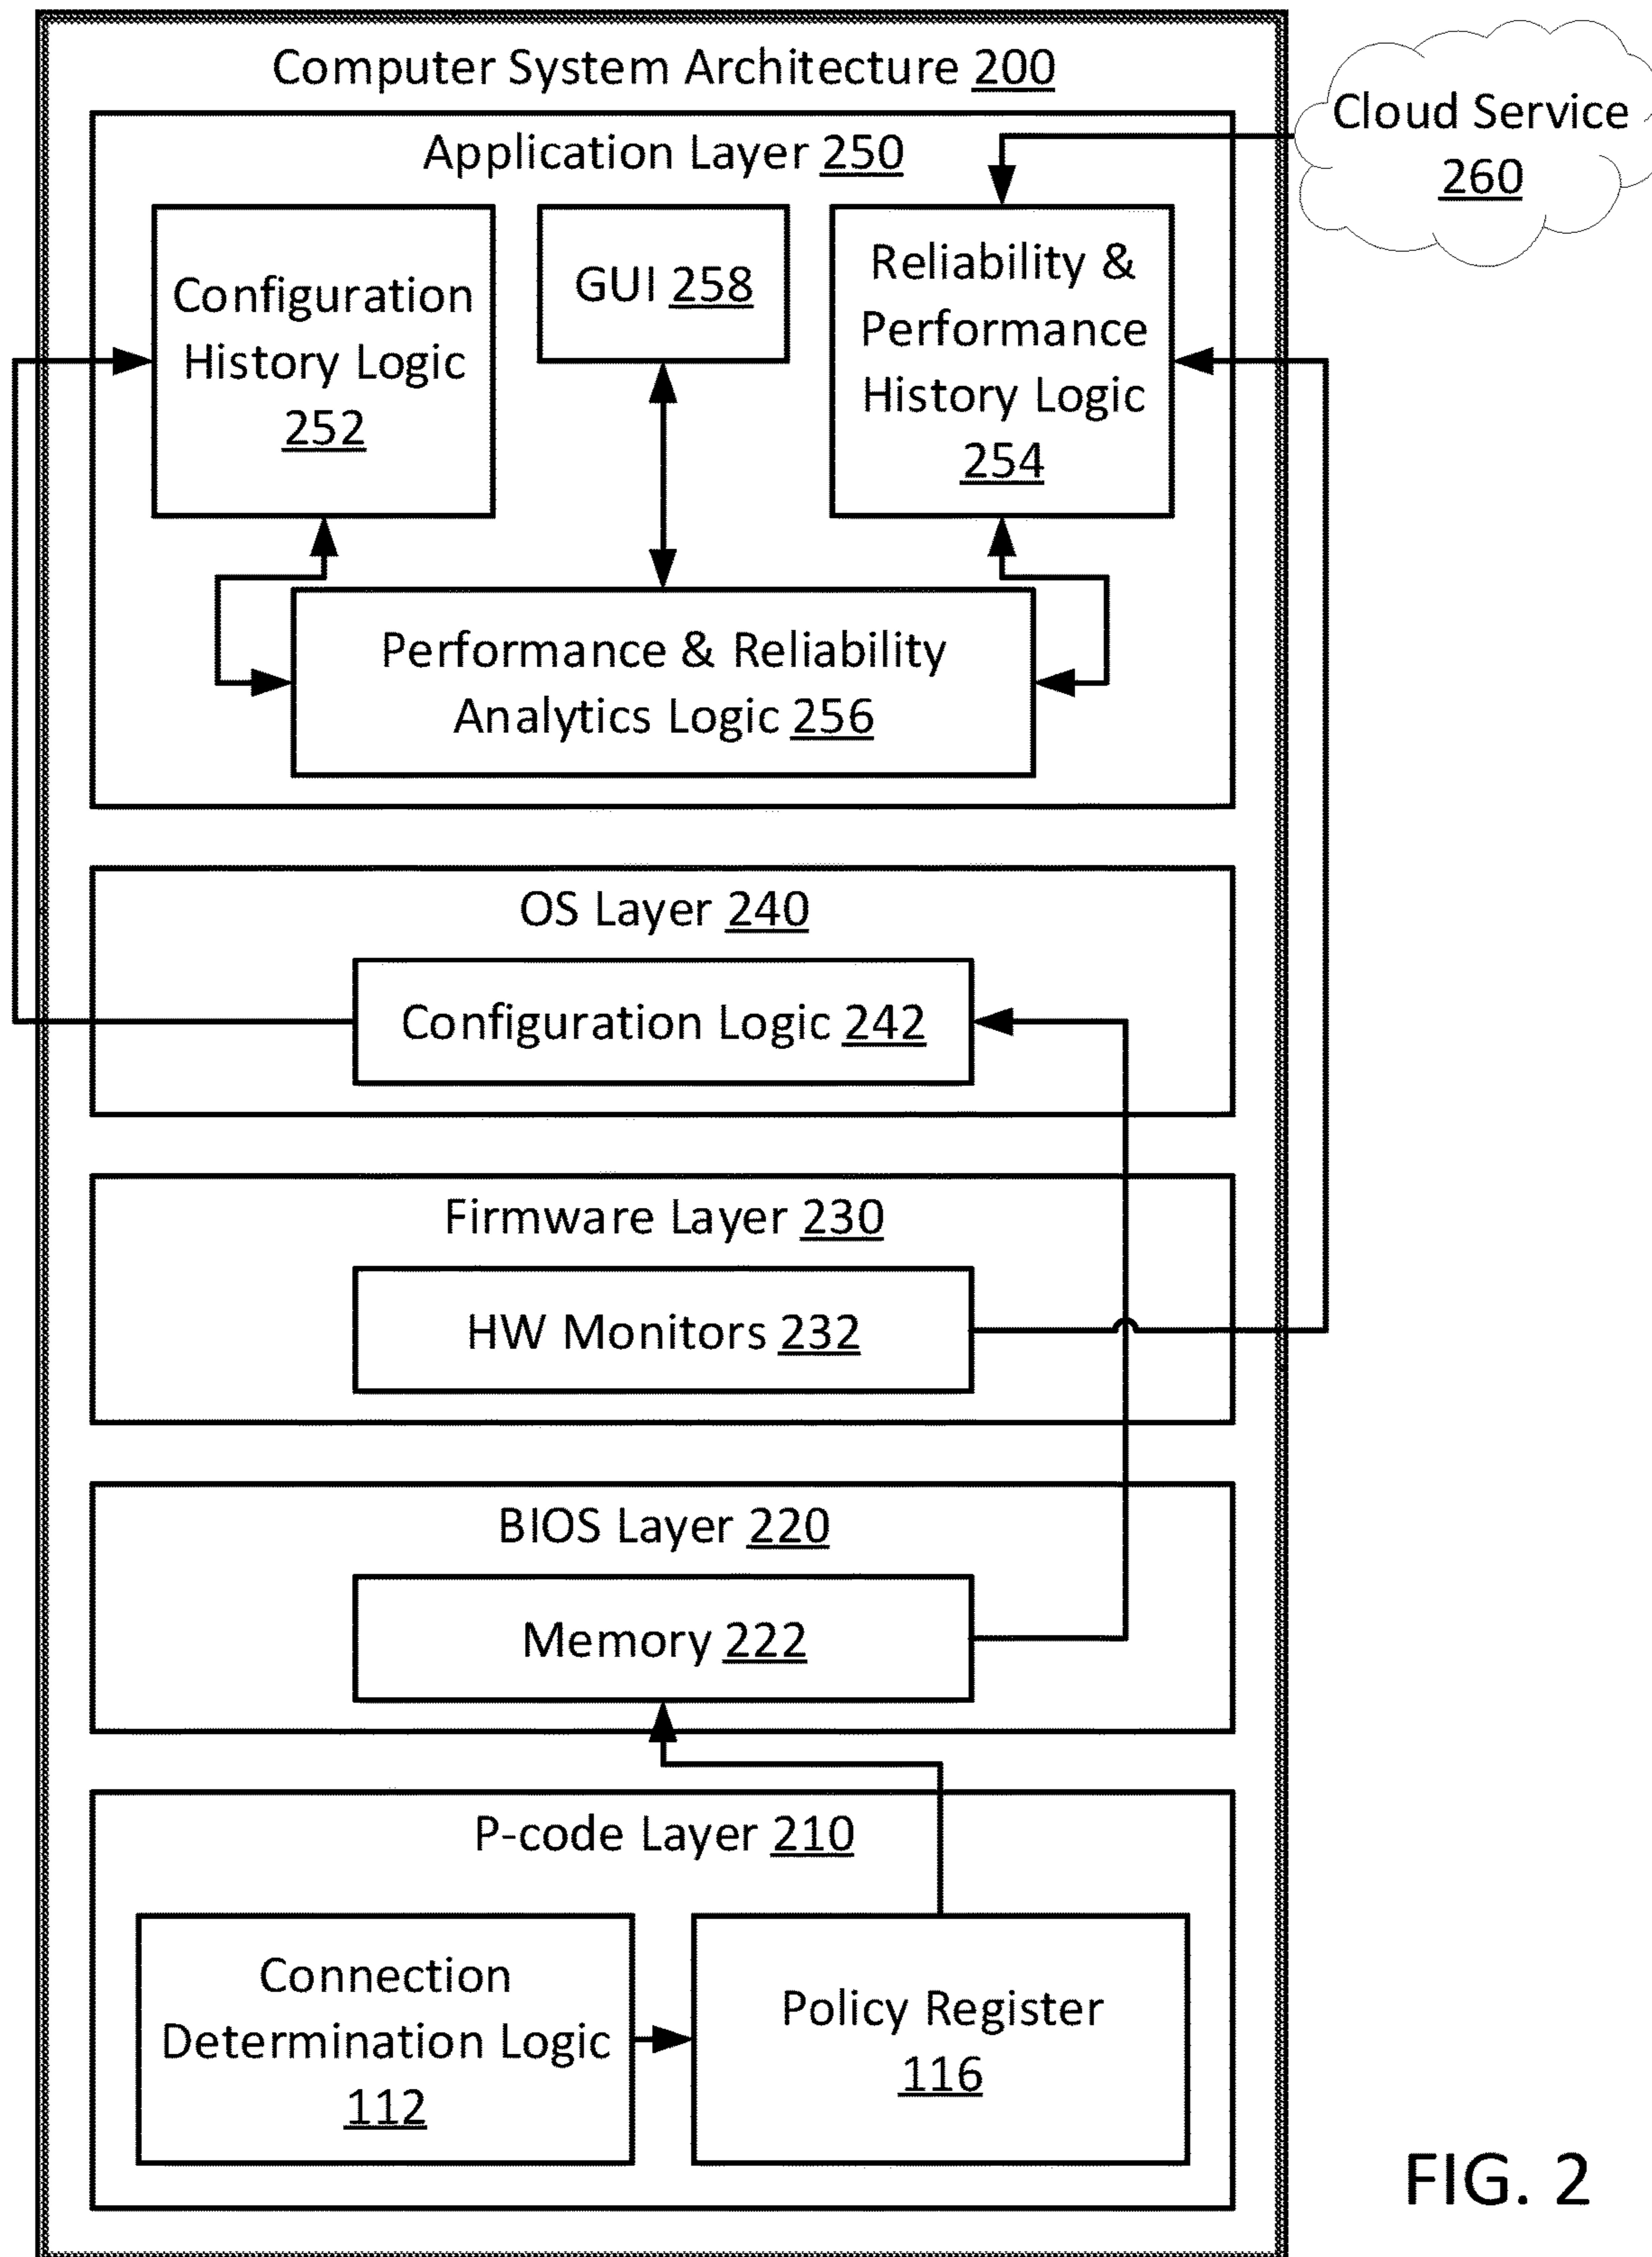 Computer System Architecture 200
Cloud Service
260
Application Layer 250
Configuration
History Logic
252
GUI 258
Reliability &
Performance
History Logic
254
Performance & Reliability
Analytics Logic 256
OS Layer 240
Configuration Logic 242
Firmware Layer 230
HW Monitors 232
BIOS Layer 220
Memory 222
P-code Layer 210
Connection
Determination Logic
112
Policy Register
116
FIG. 2